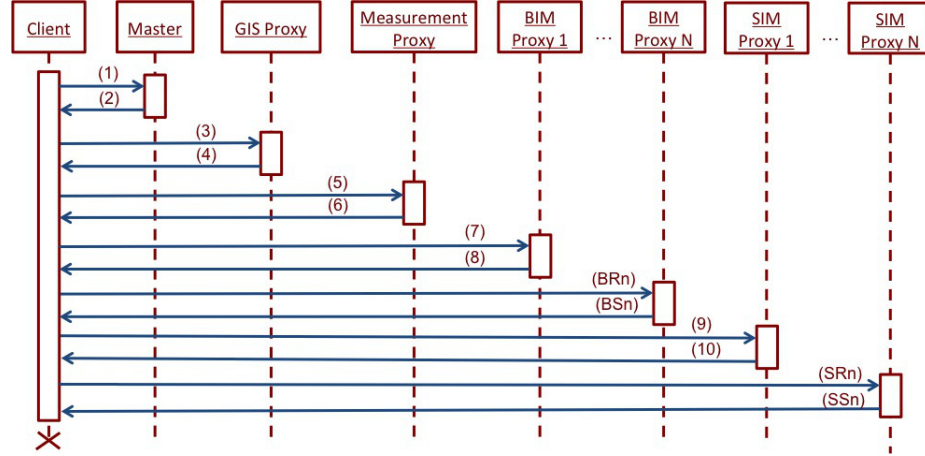 Client
Master
GIS Proxy
Measurement
Proxy
BIM
Proxy 1
...
BIM
Proxy N
SIM
Proxy 1
...
SIM
Proxy N
(1)
(2)
(3)
(4)
(5)
(6)
(7)
(8)
(BRn)
(BSn)
(9)
(10)
(SRn)
(SSn)